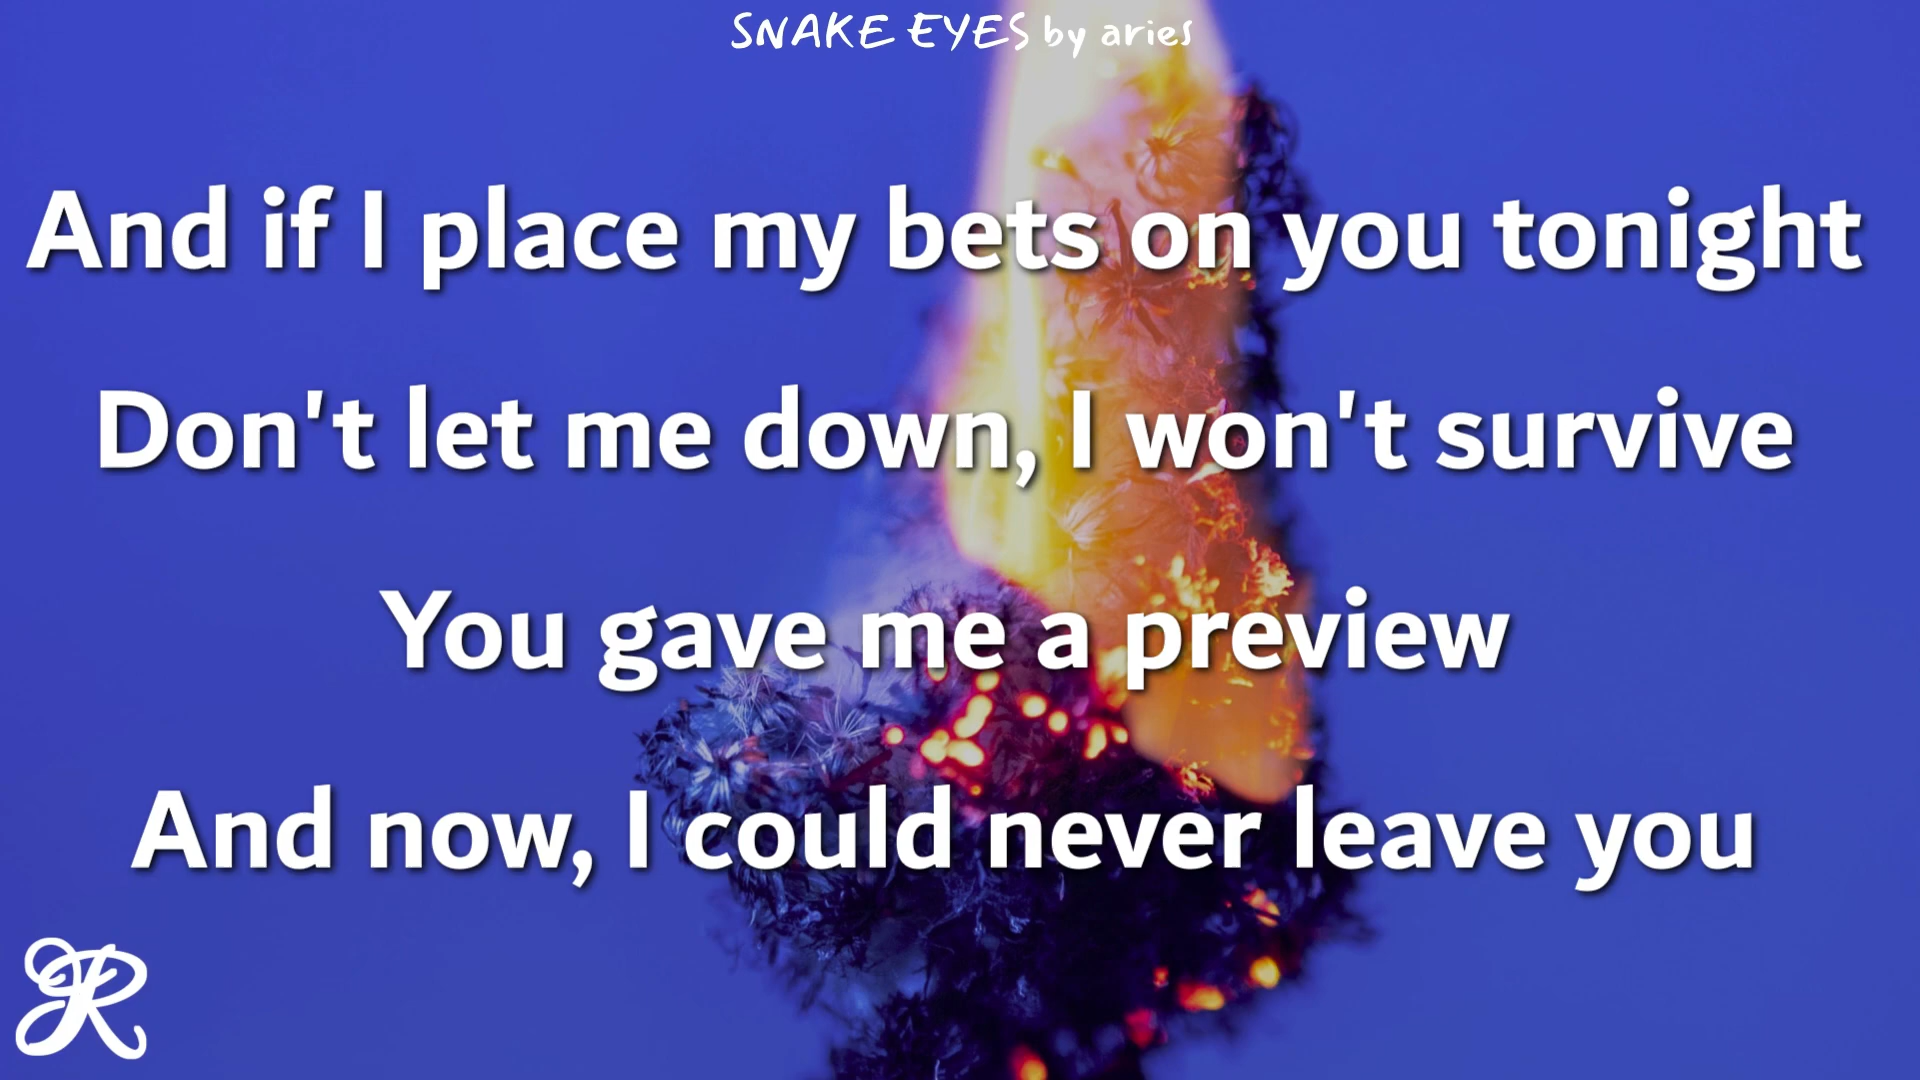 SNAKE EYES by aries
And if I place my bets on you tonight
Don't let me down, I won't survive
You gave me a preview
And now, I could never leave you
R